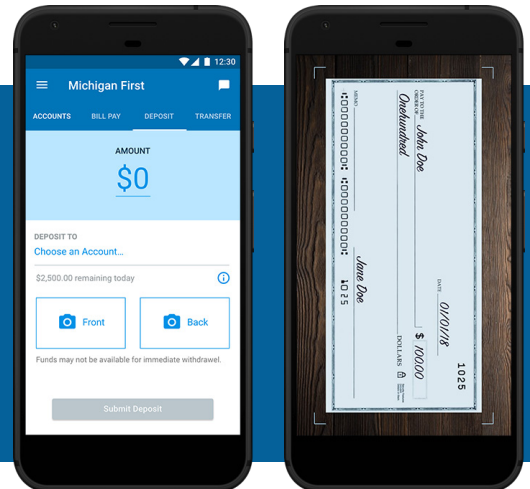 12:30
Michigan First
ACCOUNTS BILL PAY DEPOSIT TRANSFER
AMOUNT
$0
DEPOSIT TO
Choose an Account...
$2,500.00 remaining today
Front Back
Funds may not be available for immediate withdrawel.
Submit Deposit
1025
DATE 01/01/18
PAY TO THE
ORDER OF John Doe $ 100.00
Onehundred DOLLARS
MEMO Jane Doe
⑆000000000⑆ ⑆000000000⑆ 1025